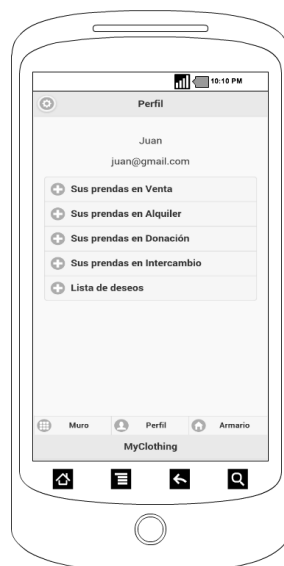 10:10 PM
Perfil
Juan
juan@gmail.com
Sus prendas en Venta
Sus prendas en Alquiler
Sus prendas en Donación
Sus prendas en Intercambio
Lista de deseos
Muro Perfil Armario
MyClothing